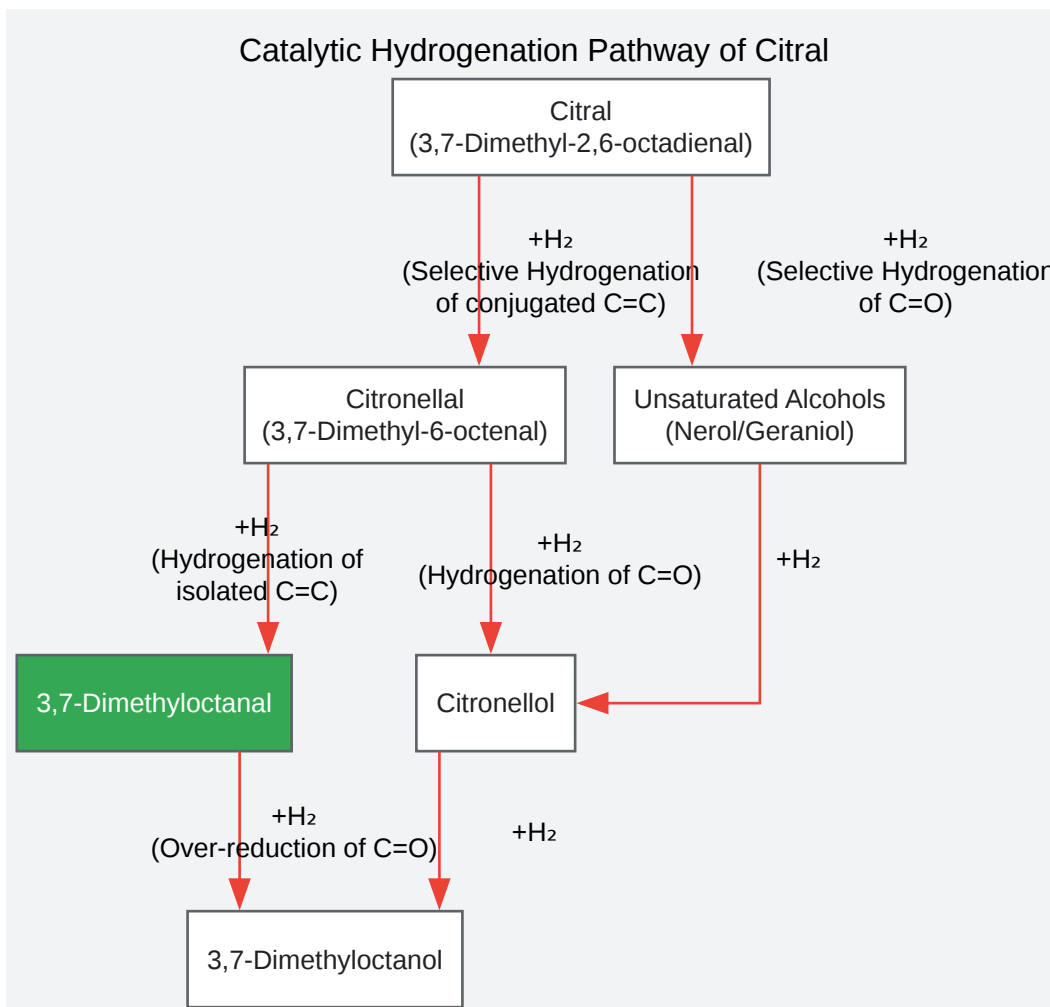 Catalytic Hydrogenation Pathway of Citral
Citral
(3,7-Dimethyl-2,6-octadienal)
+H₂
(Selective Hydrogenation
of conjugated C=C)
+H₂
(Selective Hydrogenation
of C=O)
Citronellal
(3,7-Dimethyl-6-octenal)
Unsaturated Alcohols
(Nerol/Geraniol)
+H₂
(Hydrogenation of
isolated C=C)
+H₂
(Hydrogenation of C=O)
+H₂
3,7-Dimethyloctanal
Citronellol
+H₂
(Over-reduction of C=O)
+H₂
3,7-Dimethyloctanol